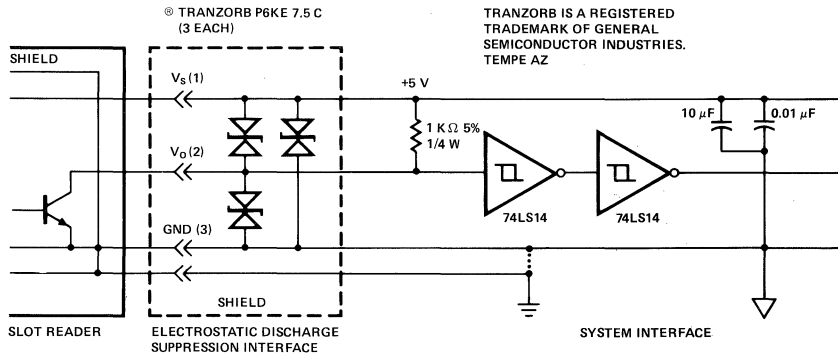 ® TRANZORB P6KE 7.5 C
(3 EACH)
TRANZORB IS A REGISTERED
TRADEMARK OF GENERAL
SEMICONDUCTOR INDUSTRIES.
TEMPE AZ
SHIELD
VS (1)
+5 V
10 µF
0.01 µF
1 KΩ 5%
1/4 W
VO (2)
74LS14
74LS14
GND (3)
SHIELD
SLOT READER
ELECTROSTATIC DISCHARGE
SUPPRESSION INTERFACE
SYSTEM INTERFACE